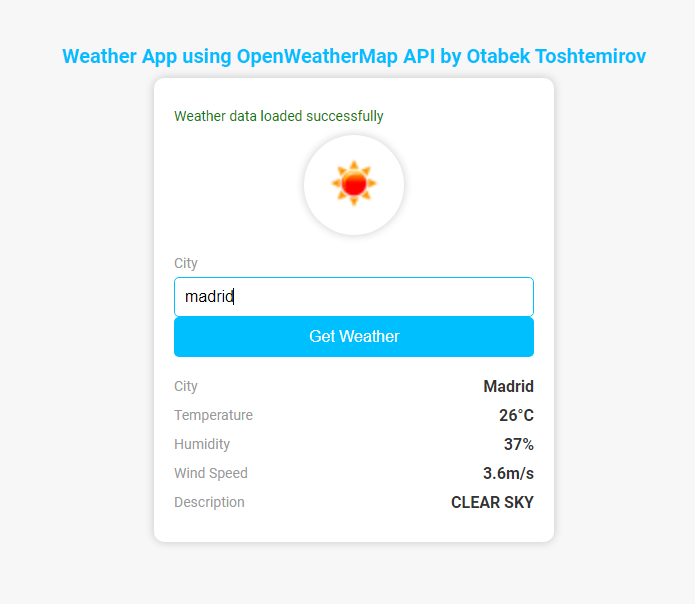 Weather App using OpenWeatherMap API by Otabek Toshtemirov
Weather data loaded successfully
City
madrid
Get Weather
City Madrid
Temperature 26°C
Humidity 37%
Wind Speed 3.6m/s
Description CLEAR SKY